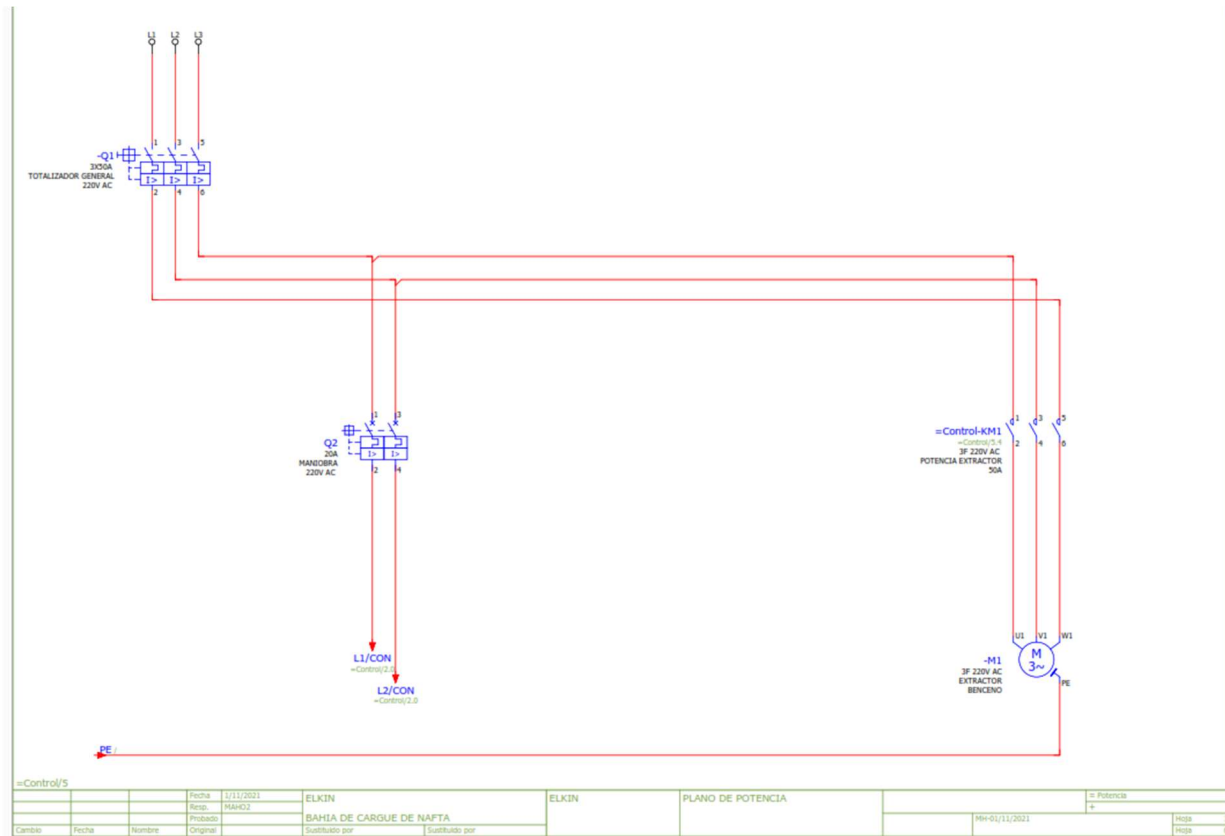 L1 L2 L3
1 3 5
-Q1
3X50A
TOTALIZADOR GENERAL
220V AC
I> I> I>
2 4 6
1 3
Q2
20A
MANIOBRA
220V AC
I> I>
2 4
=Control-KM1
=Control/5.4
3F 220V AC
POTENCIA EXTRACTOR
50A
1 3 5
2 4 6
L1/CON
=Control/2.0
L2/CON
=Control/2.0
U1 V1 W1
-M1
3F 220V AC
EXTRACTOR
BENCENO
M
3~
PE
PE /
=Control/5
Fecha 1/11/2021 ELKIN ELKIN PLANO DE POTENCIA = Potencia
Resp. MAHO2 +
Probado BAHIA DE CARGUE DE NAFTA MH-01/11/2021 Hoja
Cambio Fecha Nombre Original Sustituido por Sustituido por Hoja